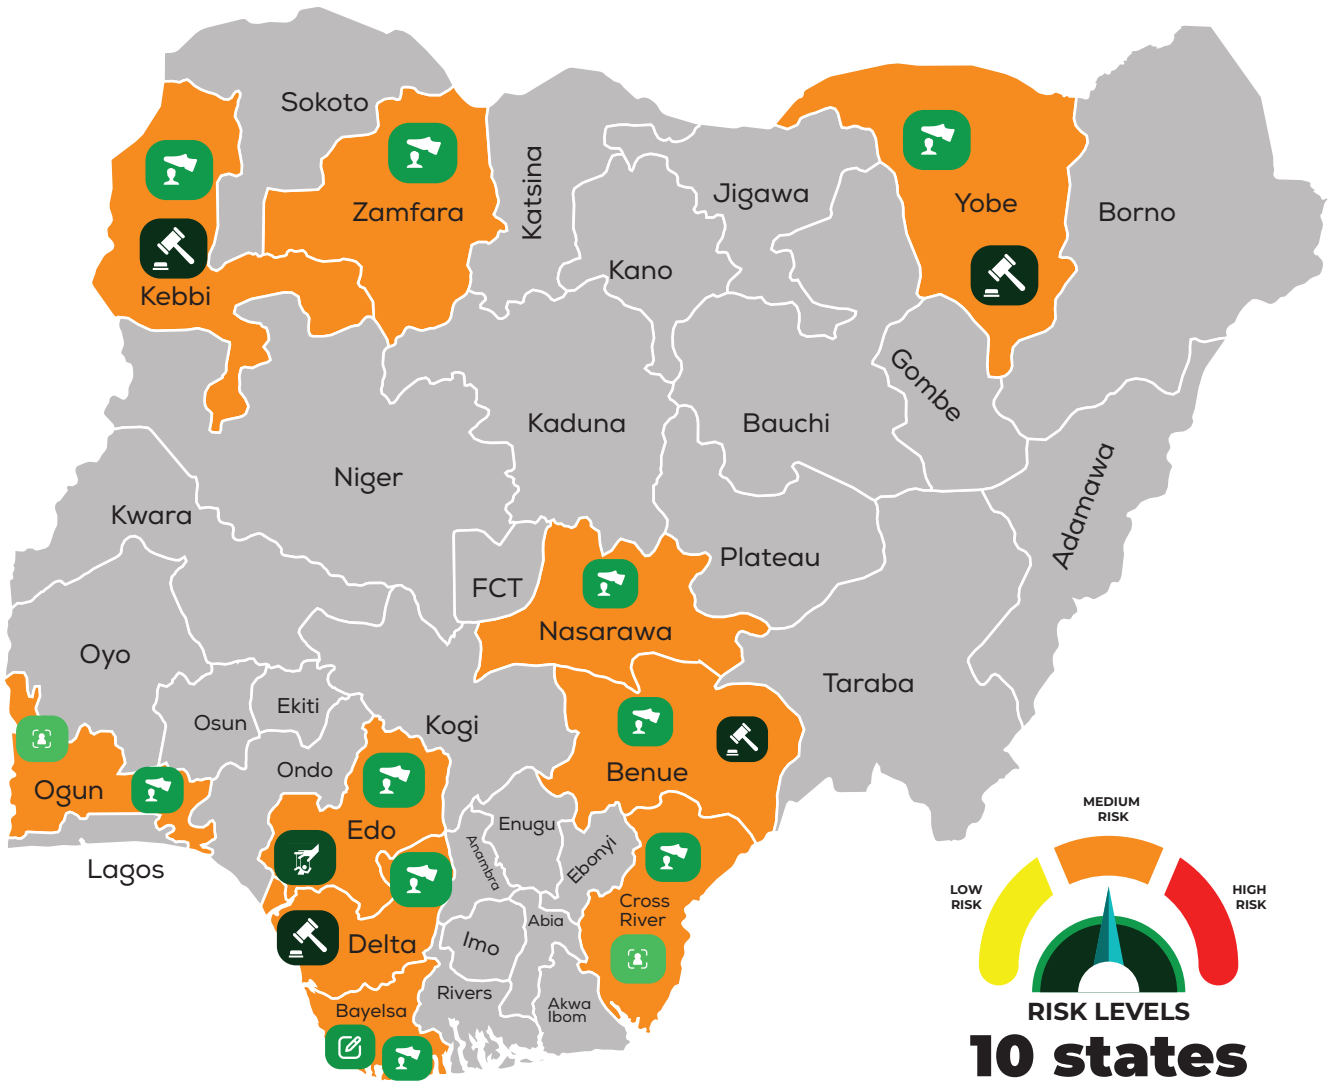 Sokoto
Katsina
Zamfara
Jigawa
Yobe
Borno
Kano
Kebbi
Gombe
Kaduna
Bauchi
Niger
Adamawa
Kwara
Plateau
FCT
Nasarawa
Oyo
Taraba
Osun
Ekiti
Kogi
Ondo
Benue
Ogun
Edo
Enugu
Anambra
Ebonyi
Lagos
Cross
River
Abia
Delta
Imo
Rivers
Bayelsa
Akwa
Ibom
MEDIUM
RISK
LOW
RISK
HIGH
RISK
RISK LEVELS
10 states